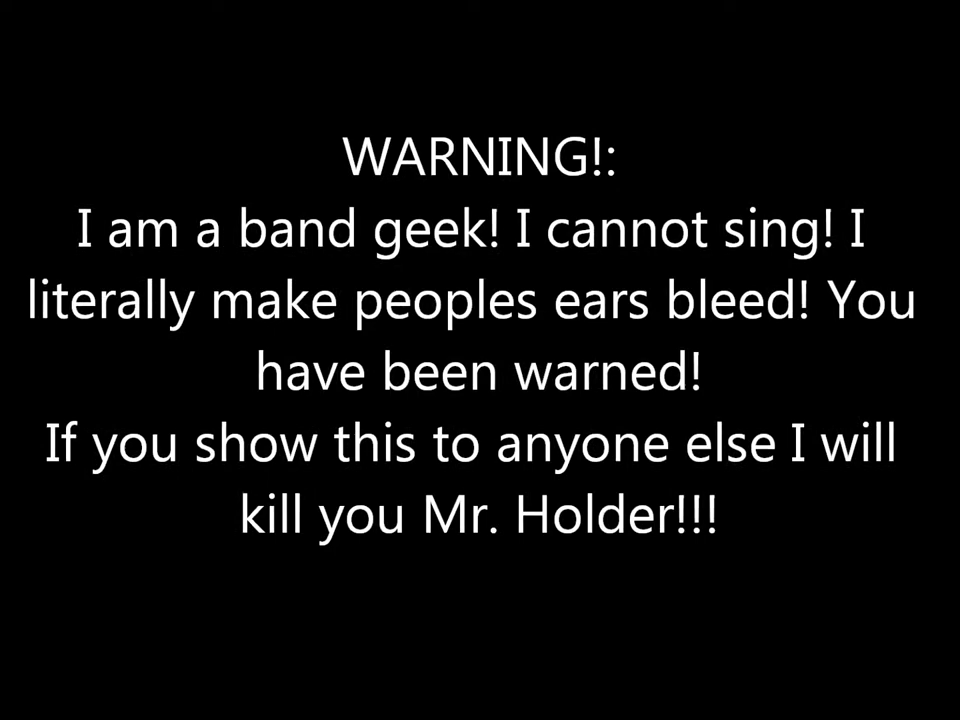 WARNING!:
I am a band geek! I cannot sing! I
literally make peoples ears bleed! You
have been warned!
If you show this to anyone else I will
kill you Mr. Holder!!!